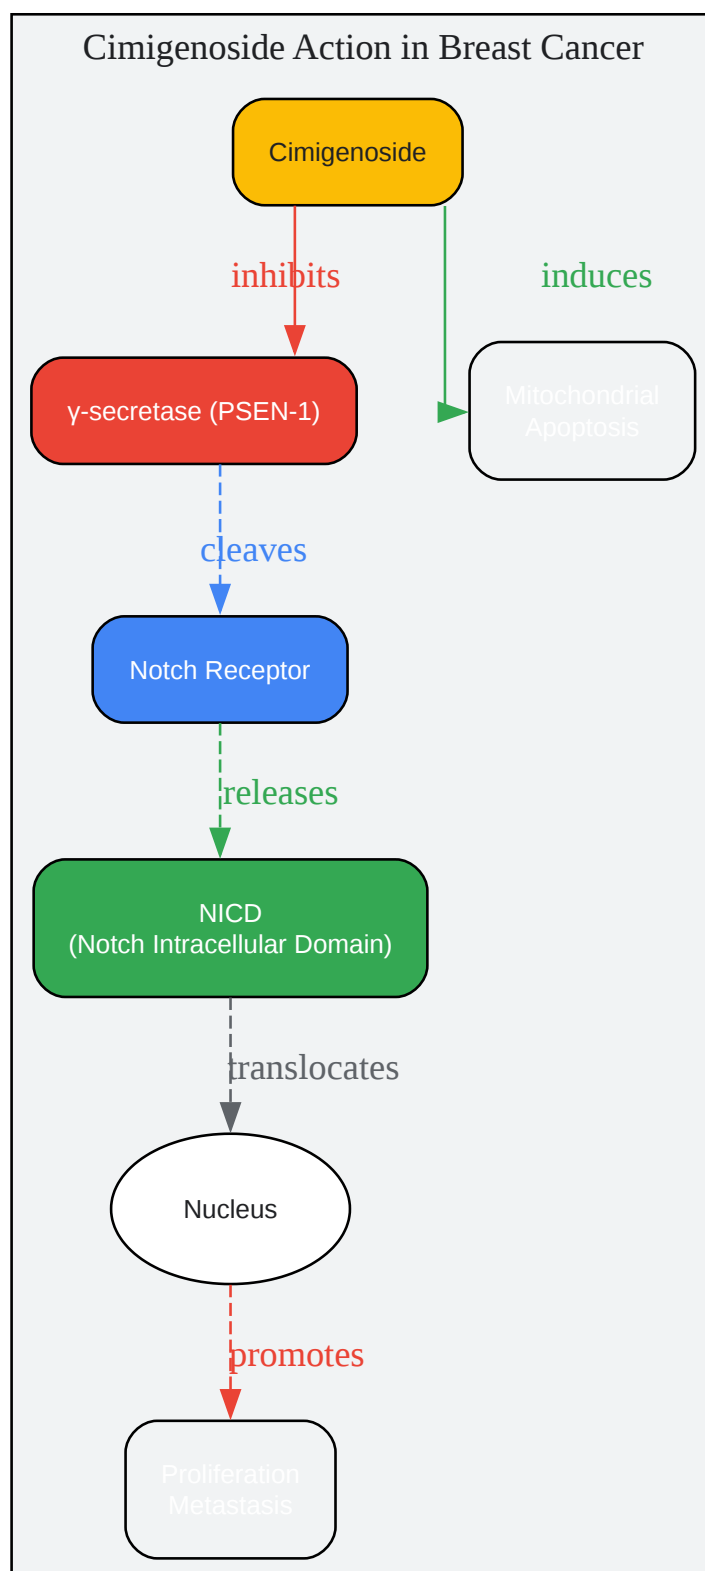 Cimigenoside Action in Breast Cancer
Cimigenoside
inhibits
induces
γ-secretase (PSEN-1)
Mitochondrial
Apoptosis
cleaves
Notch Receptor
releases
NICD
(Notch Intracellular Domain)
translocates
Nucleus
promotes
Proliferation
Metastasis